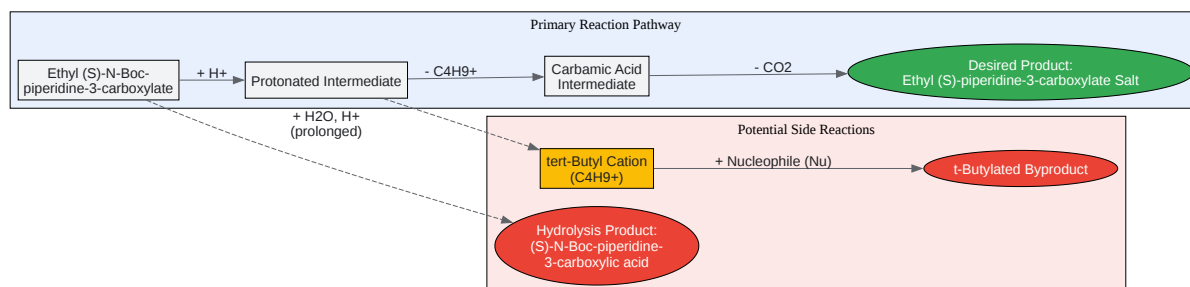 Primary Reaction Pathway
Ethyl (S)-N-Boc-
piperidine-3-carboxylate
+ H+
Protonated Intermediate
- C4H9+
Carbamic Acid
Intermediate
- CO2
Desired Product:
Ethyl (S)-piperidine-3-carboxylate Salt
+ H2O, H+
(prolonged)
Potential Side Reactions
tert-Butyl Cation
(C4H9+)
+ Nucleophile (Nu)
t-Butylated Byproduct
Hydrolysis Product:
(S)-N-Boc-piperidine-
3-carboxylic acid